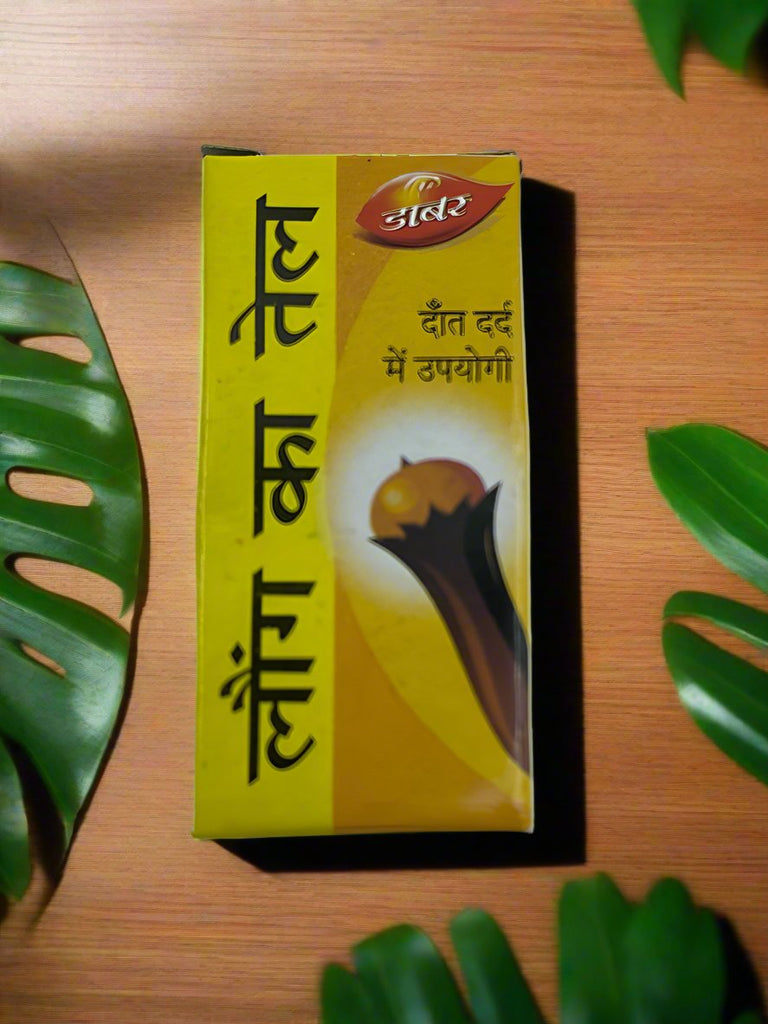 डाबर
दाँत दर्द
में उपयोगी
लौंग का तेल